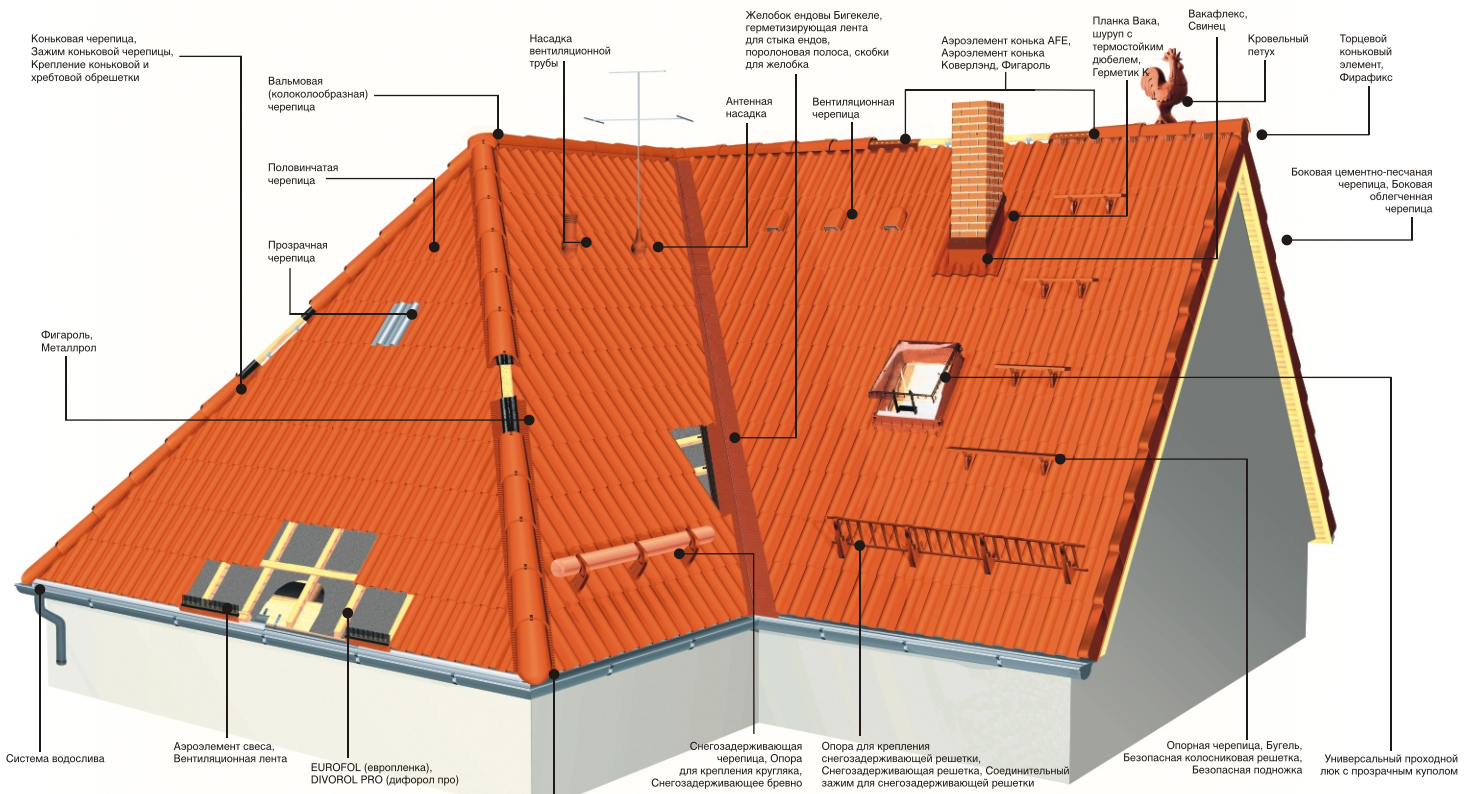 Коньковая черепица,
Зажим коньковой черепицы,
Крепление коньковой и
хребтовой обрешетки
Вальмовая
(колоколообразная)
черепица
Насадка
вентиляционной
трубы
Желобок ендовы Бигекеле,
герметизирующая лента
для стыка ендов,
поролоновая полоса, скобки
для желобка
Антенная
насадка
Вентиляционная
черепица
Аэроэлемент конька AFE,
Аэроэлемент конька
Коверлэнд, Фигароль
Планка Вака,
шуруп с
термостойким
дюбелем,
Герметик К
Вакафлекс,
Свинец
Кровельный
петух
Торцевой
коньковый
элемент,
Фирафикс
Половинчатая
черепица
Прозрачная
черепица
Боковая цементно-песчаная
черепица, Боковая
облегченная
черепица
Фигароль,
Металлрол
Система водослива
Аэроэлемент свеса,
Вентиляционная лента
EUROFOL (европленка),
DIVOROL PRO (дифорол про)
Снегозадерживающая
черепица, Опора
для крепления кругляка,
Снегозадерживающее бревно
Опора для крепления
снегозадерживающей решетки,
Снегозадерживающая решетка, Соединительный
зажим для снегозадерживающей решетки
Опорная черепица, Бугель,
Безопасная колосниковая решетка,
Безопасная подножка
Универсальный проходной
люк с прозрачным куполом